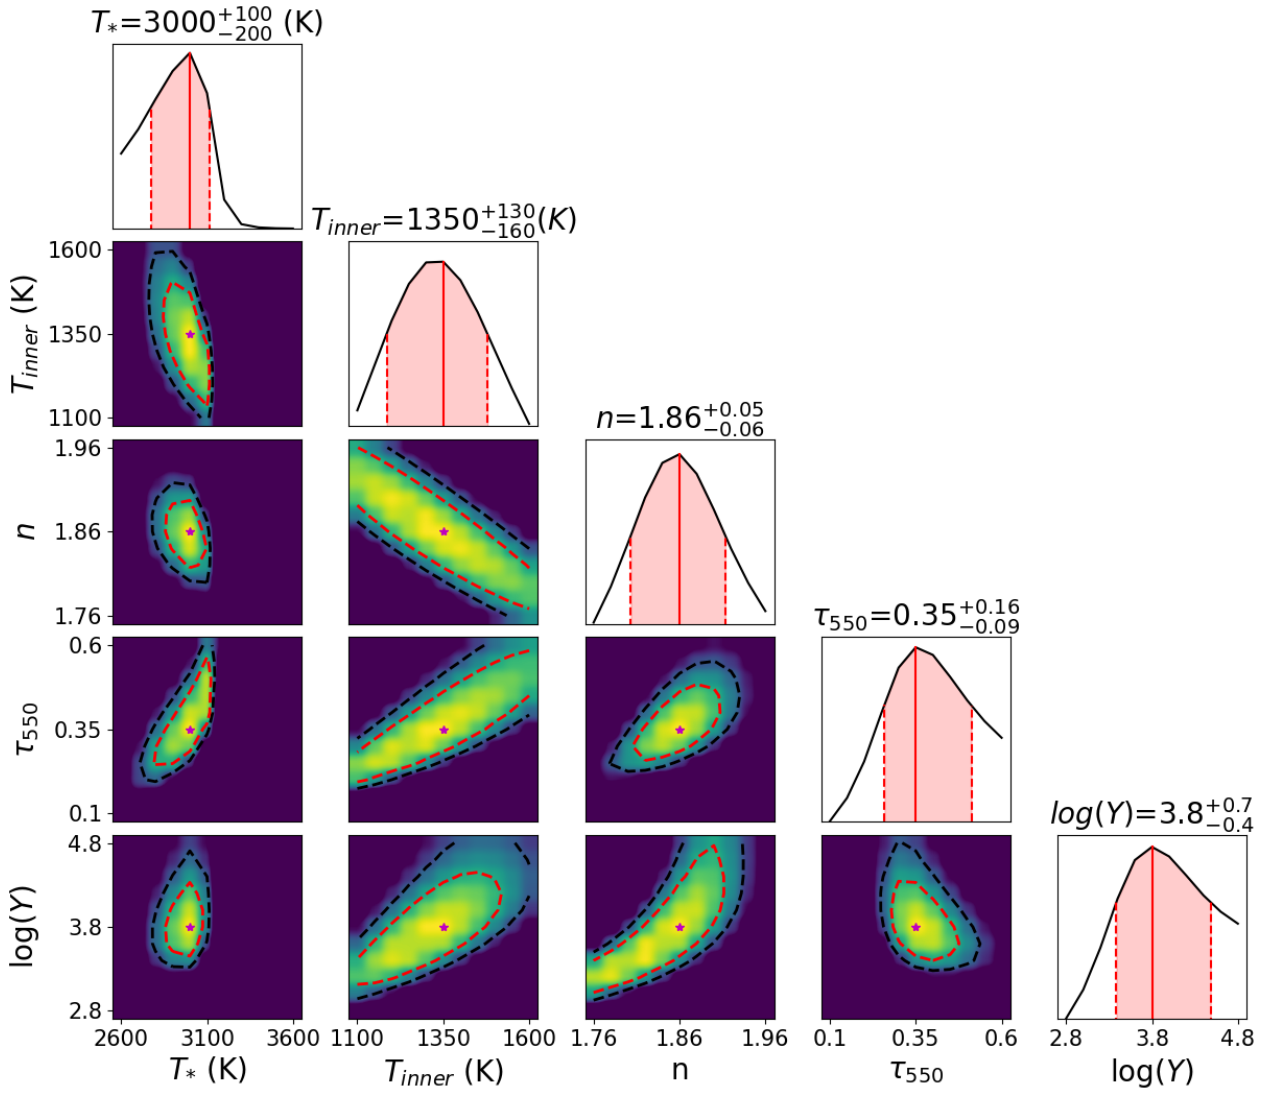 T*=3000+100−200 (K)
Tinner=1350+130−160(K)
1600
1350
1100
Tinner (K)
n=1.86+0.05−0.06
1.96
1.86
1.76
n
τ550=0.35+0.16−0.09
0.6
0.35
0.1
τ550
log(Y)=3.8+0.7−0.4
4.8
3.8
2.8
log(Y)
2600 3100 3600
1100 1350 1600
1.76 1.86 1.96
0.1 0.35 0.6
2.8 3.8 4.8
T* (K)
Tinner (K)
n
τ550
log(Y)